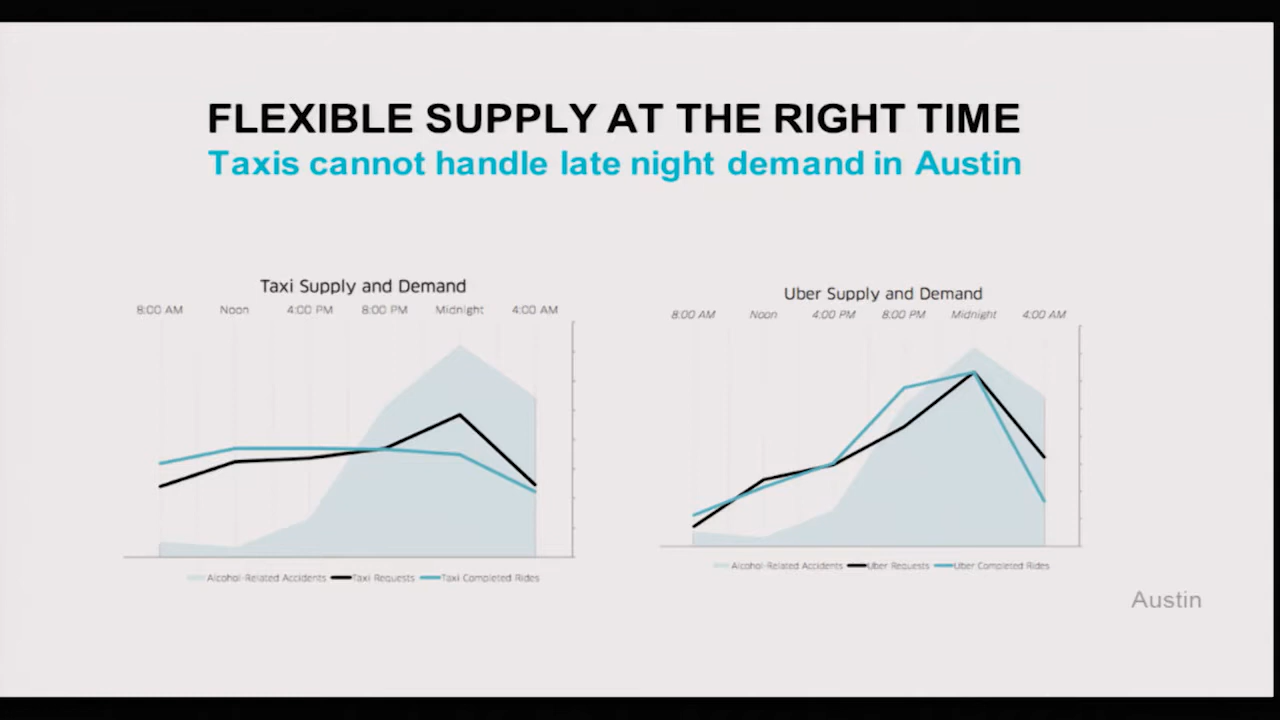 FLEXIBLE SUPPLY AT THE RIGHT TIME
Taxis cannot handle late night demand in Austin
Taxi Supply and Demand
8:00 AM Noon 4:00 PM 8:00 PM Midnight 4:00 AM
Alcohol-Related Accidents Taxi Requests Taxi Completed Rides
Uber Supply and Demand
8:00 AM Noon 4:00 PM 8:00 PM Midnight 4:00 AM
Alcohol-Related Accidents Uber Requests Uber Completed Rides
Austin